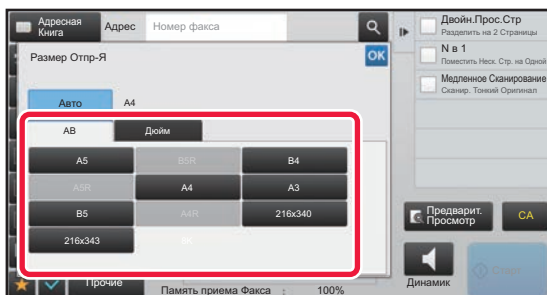 Адресная
Книга
Адрес
Номер факса
Двойн.Прос.Стр
Разделить на 2 Страницы
Размер Отпр-Я
OK
N в 1
Поместить Неск. Стр. на Одной
Авто
A4
Медленное Сканирование
Сканир. Тонкий Оригинал
AB
Дюйм
A5
B5R
B4
A5R
A4
A3
B5
A4R
216x340
216x343
8K
Предварит.
Просмотр
CA
Прочие
Память приема Факса : 100%
Динамик